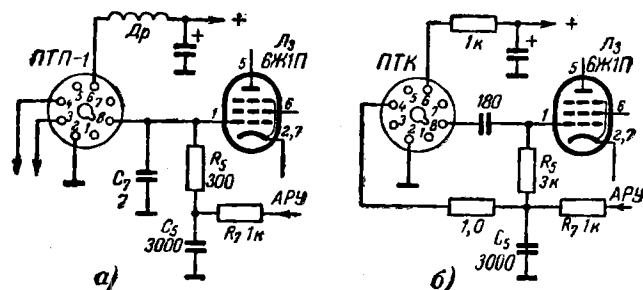 Др
+
+
ПТП-1
5 6 7
4 8
3 2 1
5
Л3
6Ж1П
6
1
2,7
C7
2
R5
300
АРУ
R7 1к
C5
3000
а)
1к
+
+
ПТК
5 6 7
4 8
3 2 1
180
5
Л3
6Ж1П
6
1
2,7
R5
3к
АРУ
1,0
R7 1к
C5
3000
б)